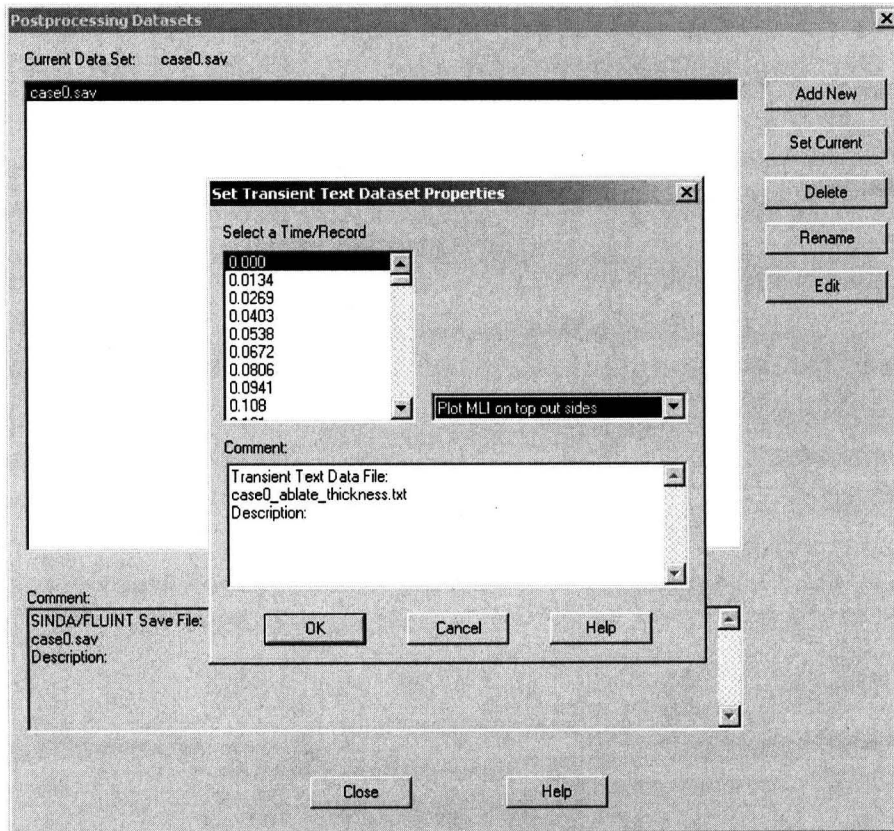 Postprocessing Datasets
Current Data Set: case0.sav
case0.sav
Add New
Set Current
Delete
Rename
Edit
Set Transient Text Dataset Properties
Select a Time/Record
0.000
0.0134
0.0269
0.0403
0.0538
0.0672
0.0806
0.0941
0.108
Plot MLI on top out sides
Comment:
Transient Text Data File:
case0_ablate_thickness.txt
Description:
OK
Cancel
Help
Comment:
SINDA/FLUINT Save File:
case0.sav
Description:
Close
Help